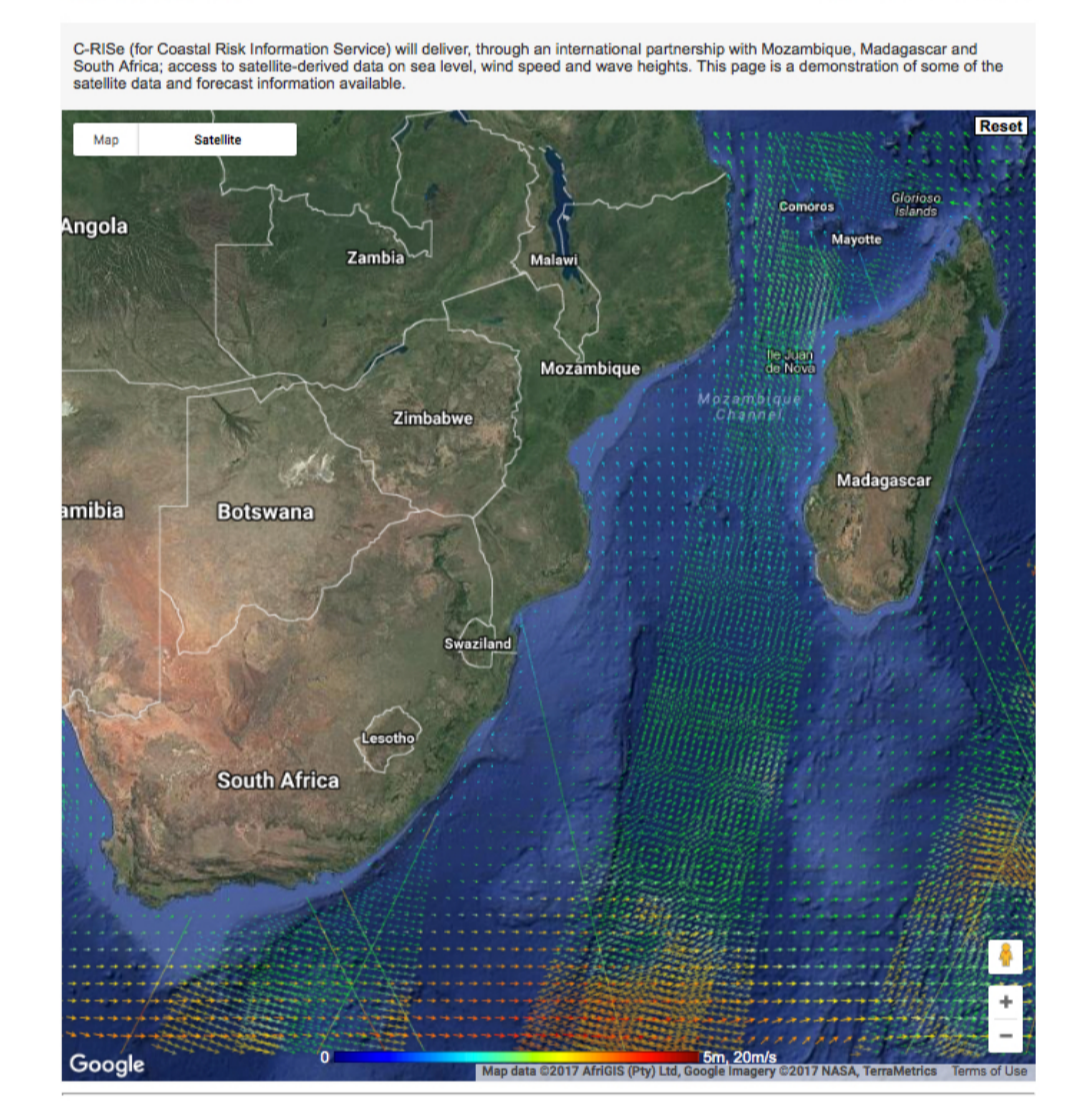 C-RISe (for Coastal Risk Information Service) will deliver, through an international partnership with Mozambique, Madagascar and
South Africa; access to satellite-derived data on sea level, wind speed and wave heights. This page is a demonstration of some of the
satellite data and forecast information available.
Map
Satellite
Reset
Comoros
Glorioso
Islands
Angola
Mayotte
Zambia
Malawi
Île Juan
de Nova
Mozambique
Mozambique
Channel
Zimbabwe
Madagascar
amibia
Botswana
Swaziland
Lesotho
South Africa
Google
0
5m, 20m/s
Map data ©2017 AfriGIS (Pty) Ltd, Google Imagery ©2017 NASA, TerraMetrics
Terms of Use